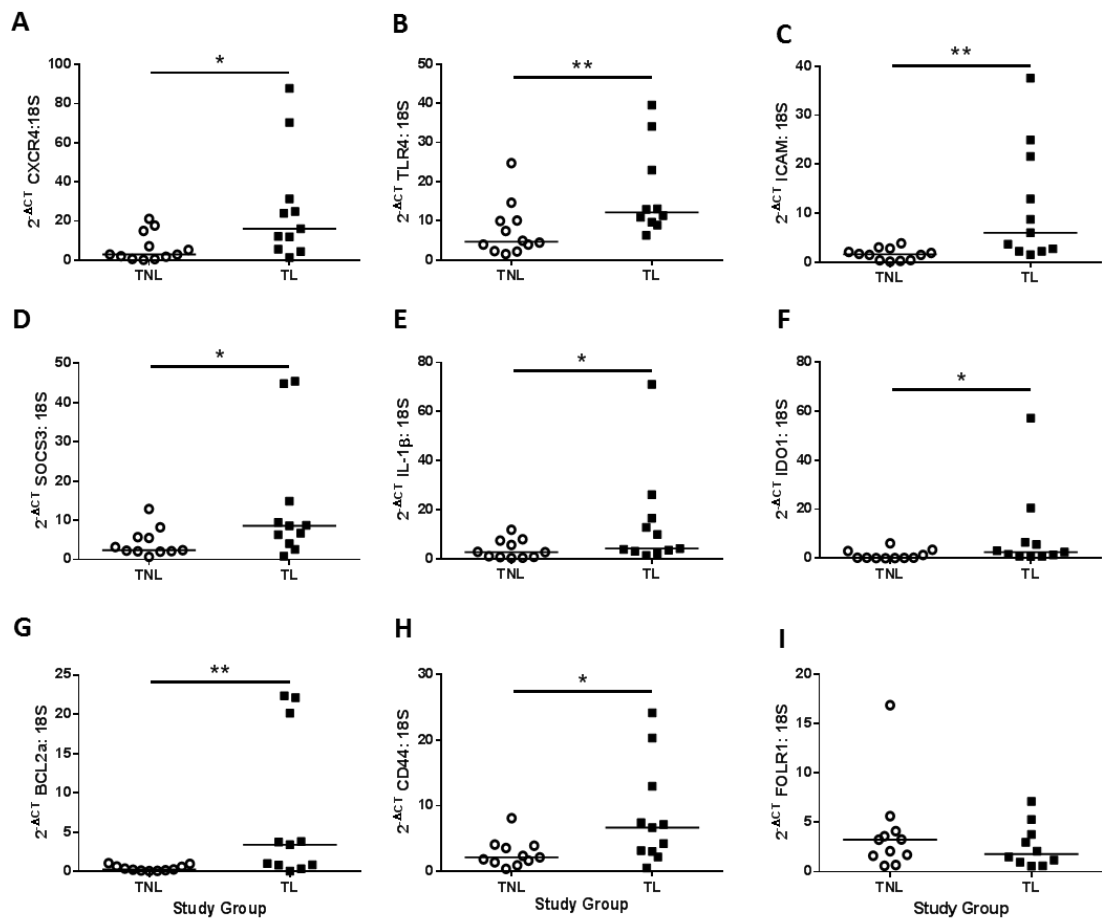 A
2^-ΔCT CXCR4:18S
100
80
60
40
20
0
*
TNL TL
B
2^-ΔCT TLR4: 18S
50
40
30
20
10
0
**
TNL TL
C
2^-ΔCT ICAM: 18S
40
30
20
10
0
**
TNL TL
D
2^-ΔCT SOCS3: 18S
50
40
30
20
10
0
*
TNL TL
E
2^-ΔCT IL-1β: 18S
80
60
40
20
0
*
TNL TL
F
2^-ΔCT IDO1: 18S
80
60
40
20
0
*
TNL TL
G
2^-ΔCT BCL2a: 18S
25
20
15
10
5
0
**
TNL TL
Study Group
H
2^-ΔCT CD44: 18S
30
20
10
0
*
TNL TL
Study Group
I
2^-ΔCT FOLR1: 18S
20
15
10
5
0
TNL TL
Study Group